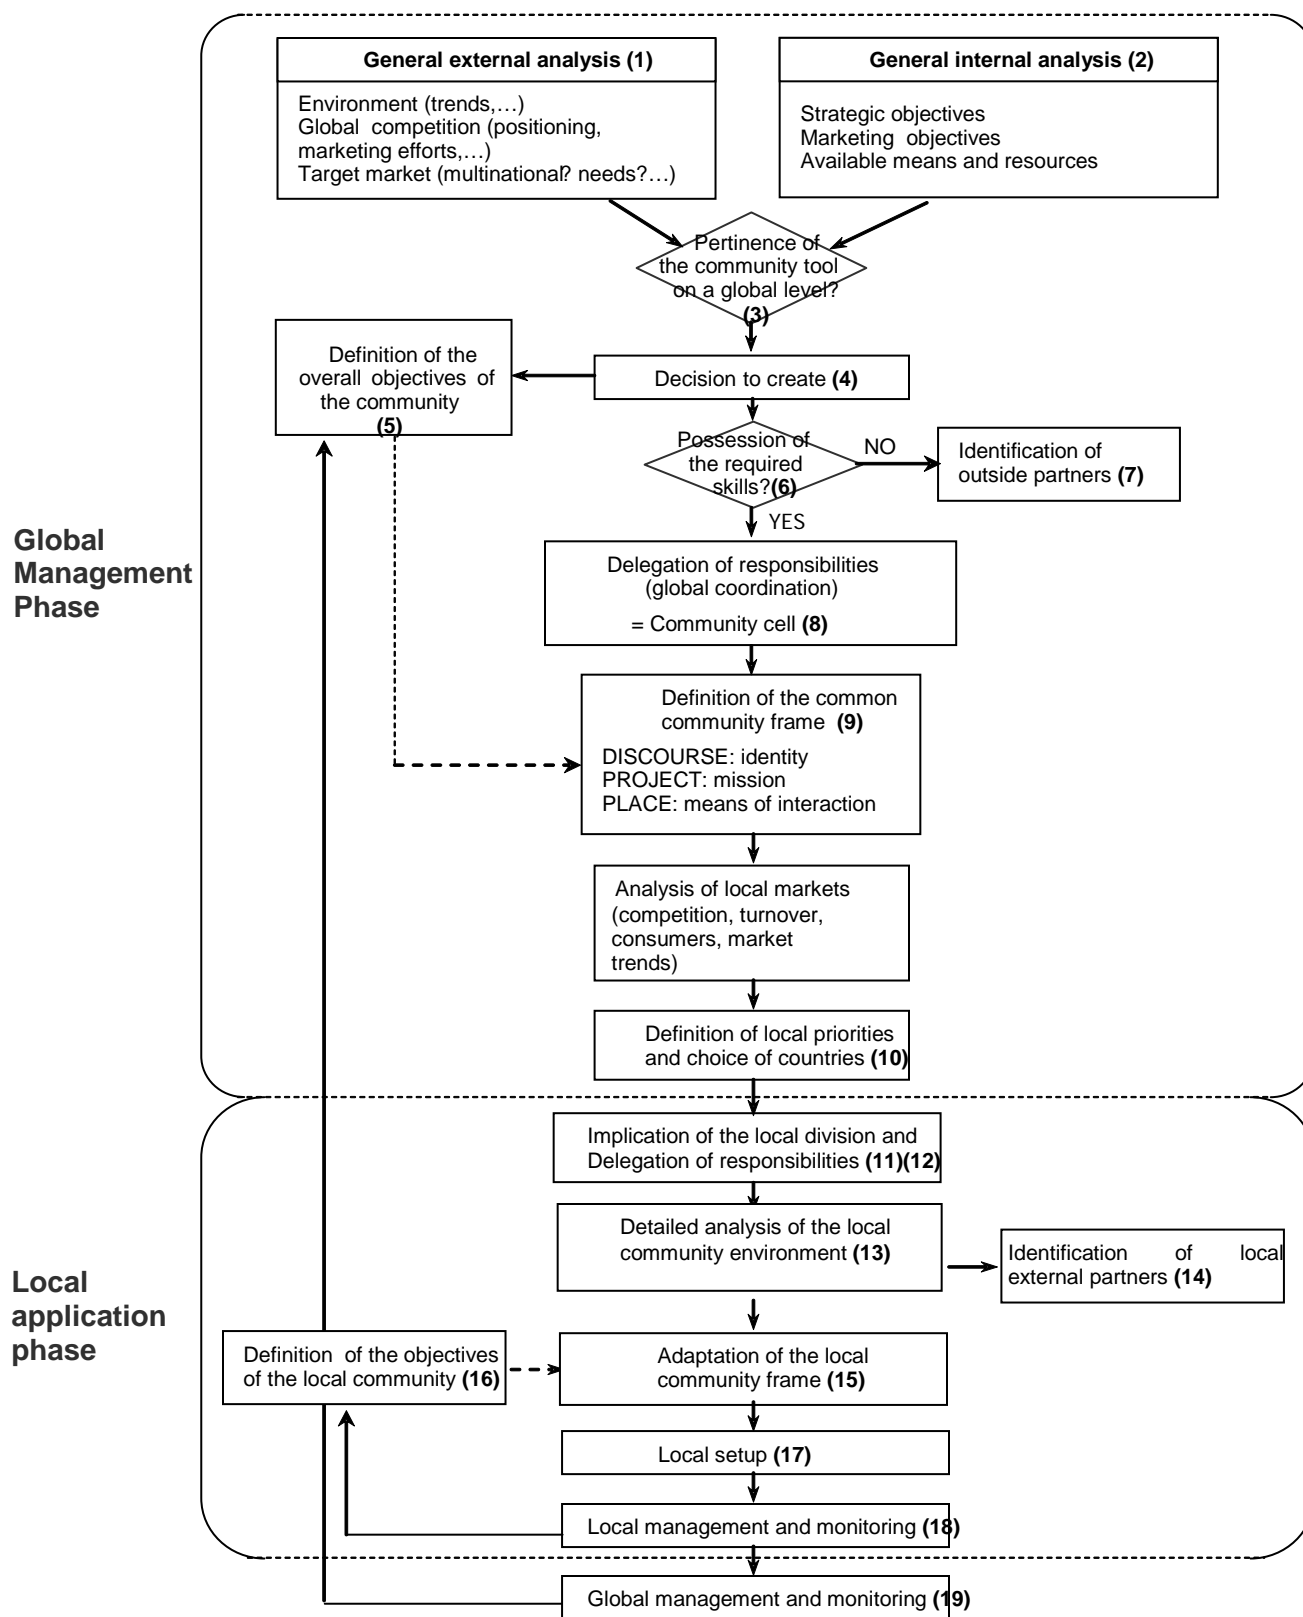 General external analysis (1)
Environment (trends,…)
Global competition (positioning,
marketing efforts,…)
Target market (multinational? needs?…)
General internal analysis (2)
Strategic objectives
Marketing objectives
Available means and resources
Pertinence of
the community tool
on a global level?
(3)
Definition of the
overall objectives of
the community
(5)
Decision to create (4)
Possession of
the required
skills?(6)
NO
Identification of
outside partners (7)
YES
Global
Management
Phase
Delegation of responsibilities
(global coordination)
= Community cell (8)
Definition of the common
community frame (9)
DISCOURSE: identity
PROJECT: mission
PLACE: means of interaction
Analysis of local markets
(competition, turnover,
consumers, market
trends)
Definition of local priorities
and choice of countries (10)
Implication of the local division and
Delegation of responsibilities (11)(12)
Detailed analysis of the local
community environment (13)
Identification of local
external partners (14)
Local
application
phase
Definition of the objectives
of the local community (16)
Adaptation of the local
community frame (15)
Local setup (17)
Local management and monitoring (18)
Global management and monitoring (19)